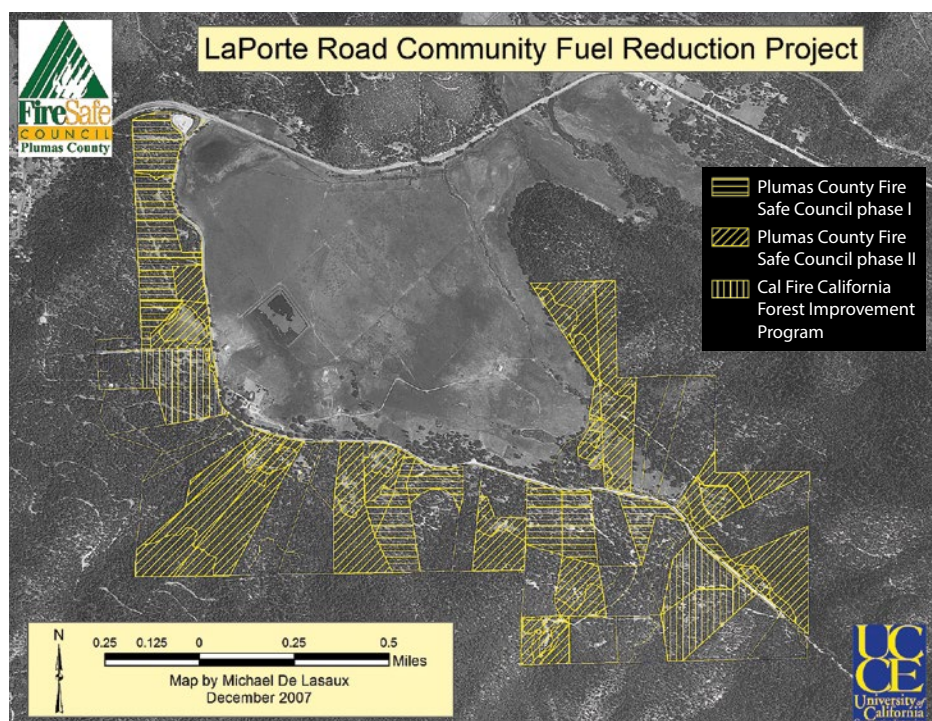 LaPorte Road Community Fuel Reduction Project
FireSafe
COUNCIL
Plumas County
Plumas County Fire
Safe Council phase I
Plumas County Fire
Safe Council phase II
Cal Fire California
Forest Improvement
Program
N
0.25 0.125 0 0.25 0.5
Miles
Map by Michael De Lasaux
December 2007
UC
CE
University of
California